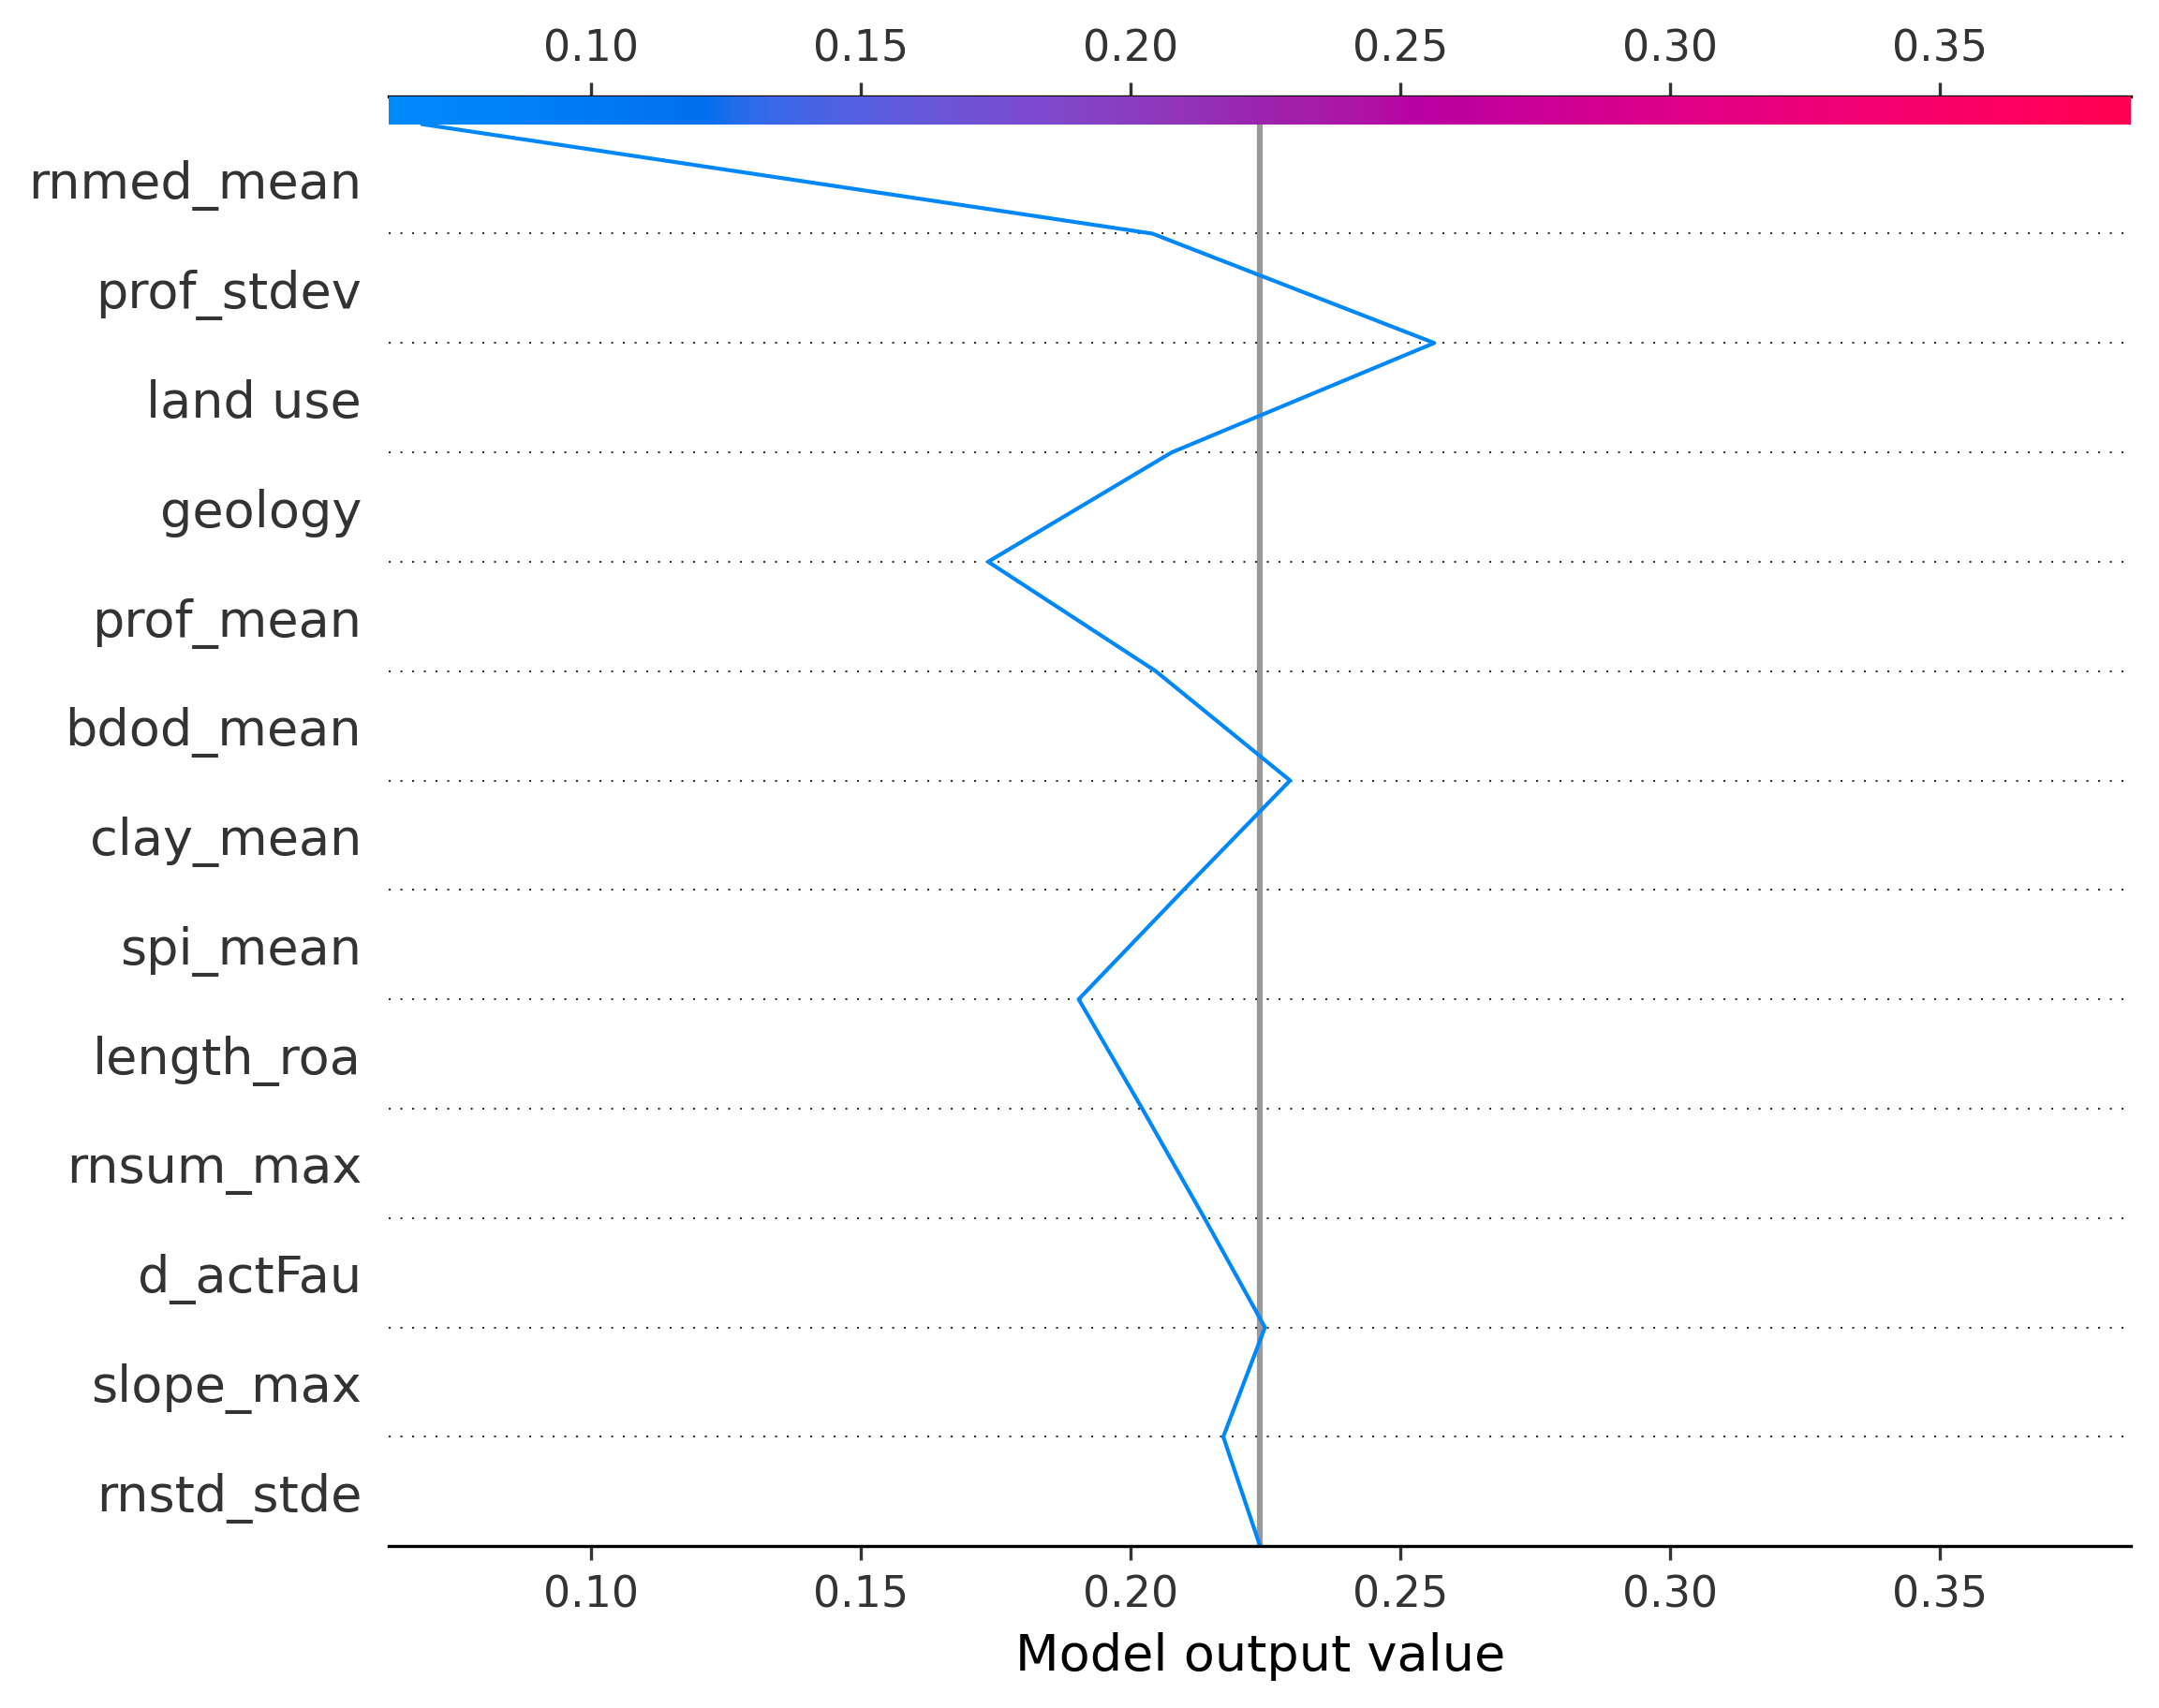 0.10 0.15 0.20 0.25 0.30 0.35
rnmed_mean
prof_stdev
land use
geology
prof_mean
bdod_mean
clay_mean
spi_mean
length_roa
rnsum_max
d_actFau
slope_max
rnstd_stde
0.10 0.15 0.20 0.25 0.30 0.35
Model output value